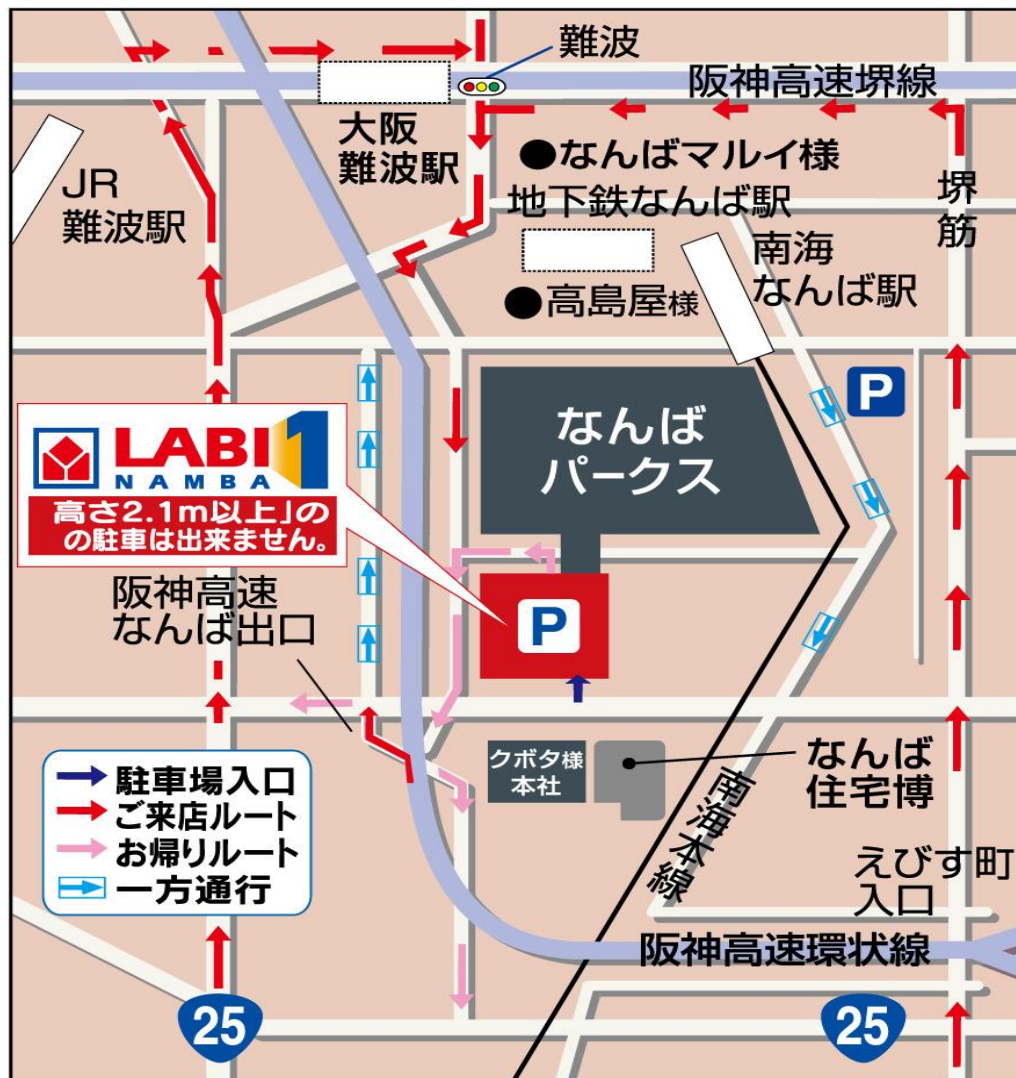 難波
阪神高速堺線
大阪
難波駅
●なんばマルイ様
地下鉄なんば駅
JR
難波駅
堺筋
南海
なんば駅
●高島屋様
P
なんば
パークス
LABI1
NAMBA
高さ2.1m以上」の
の駐車は出来ません。
阪神高速
なんば出口
P
クボタ様
本社
なんば
住宅博
南海本線
駐車場入口
ご来店ルート
お帰りルート
一方通行
えびす町
入口
阪神高速環状線
25
25